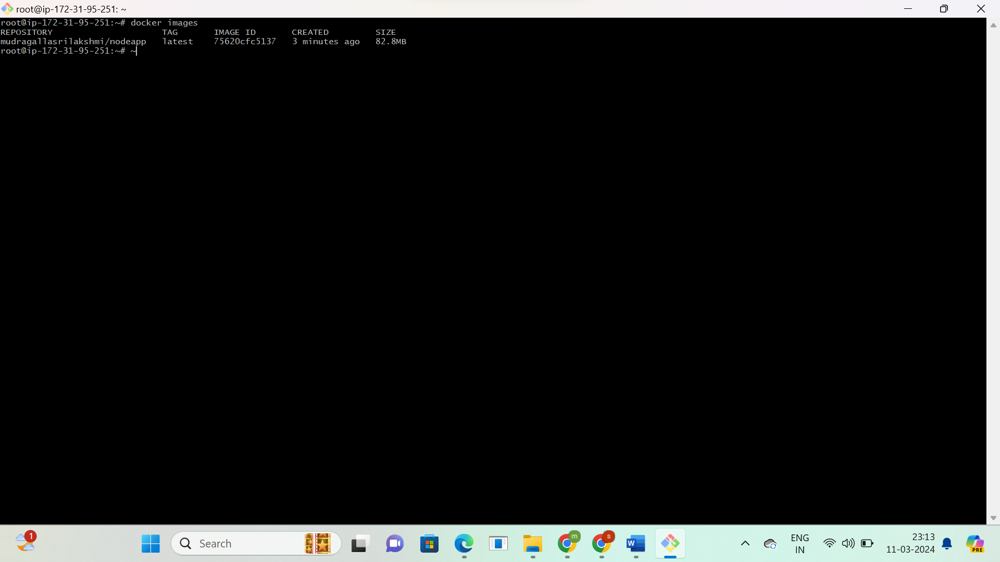 root@ip-172-31-95-251: ~
root@ip-172-31-95-251:~# docker images
REPOSITORY TAG IMAGE ID CREATED SIZE
mudragallasrilakshmi/nodeapp latest 75620cfc5137 3 minutes ago 82.8MB
root@ip-172-31-95-251:~# ~
1
Search
m
s
W
ENG
IN
23:13
11-03-2024
PRE